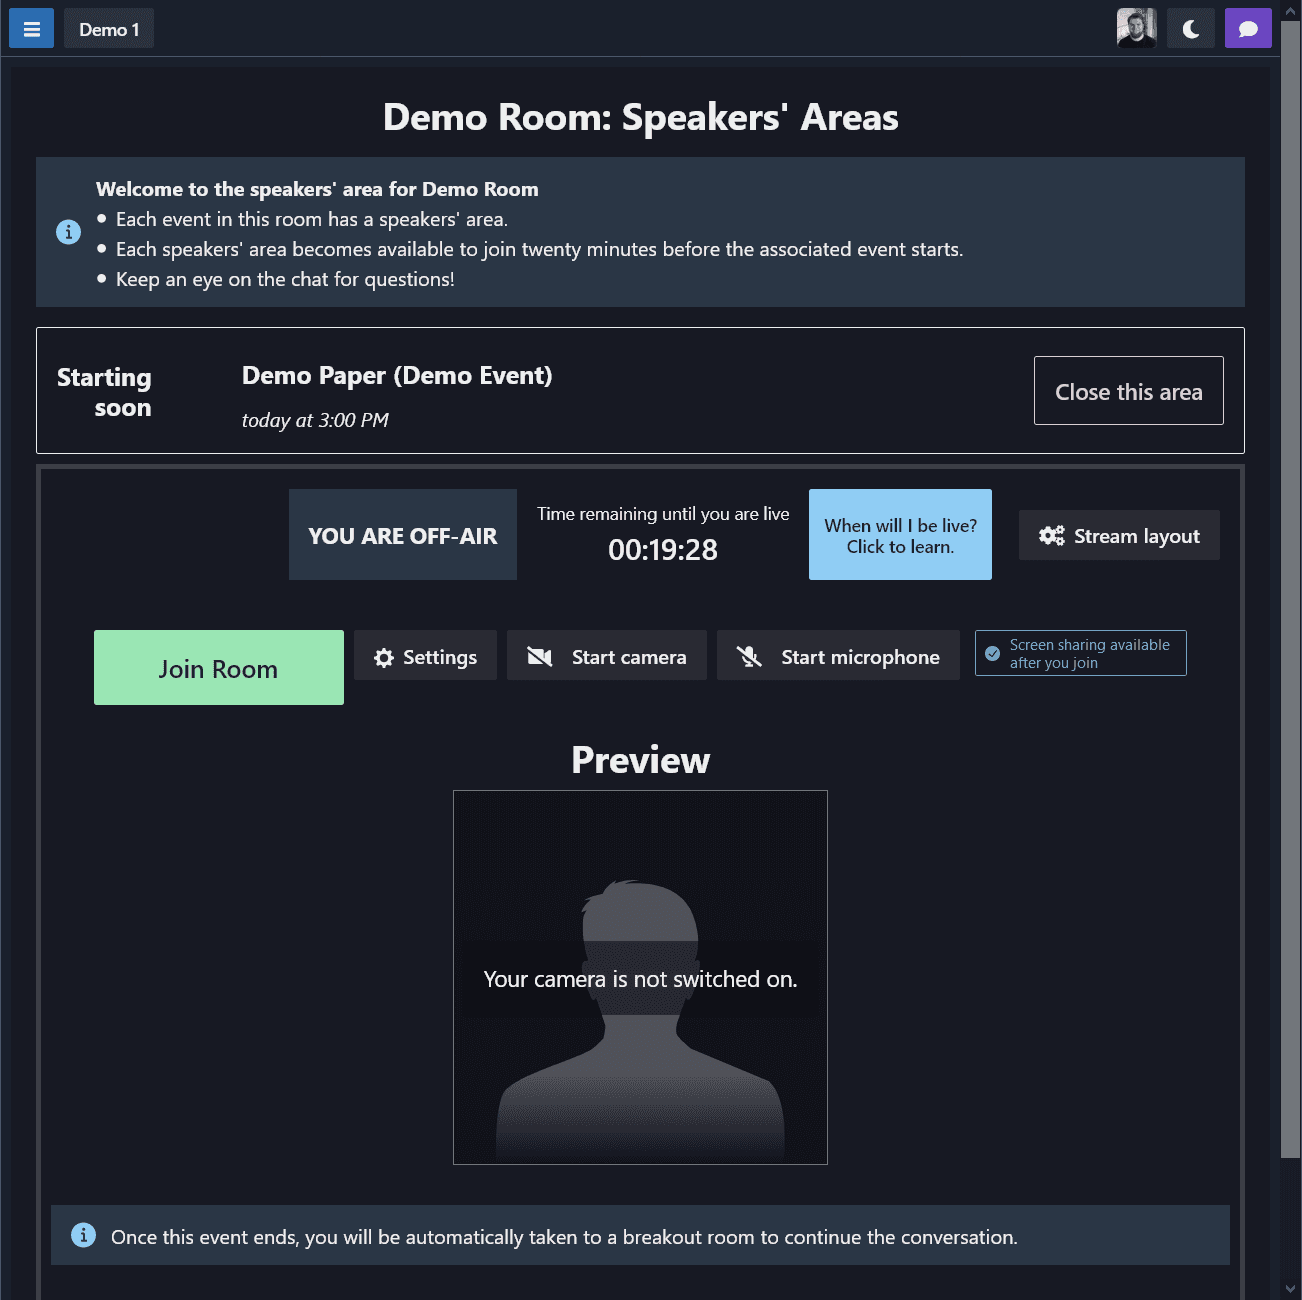 Demo 1
Demo Room: Speakers' Areas
Welcome to the speakers' area for Demo Room
Each event in this room has a speakers' area.
Each speakers' area becomes available to join twenty minutes before the associated event starts.
Keep an eye on the chat for questions!
Starting
soon
Demo Paper (Demo Event)
today at 3:00 PM
Close this area
YOU ARE OFF-AIR
Time remaining until you are live
00:19:28
When will I be live?
Click to learn.
Stream layout
Join Room
Settings
Start camera
Start microphone
Screen sharing available
after you join
Preview
Your camera is not switched on.
Once this event ends, you will be automatically taken to a breakout room to continue the conversation.